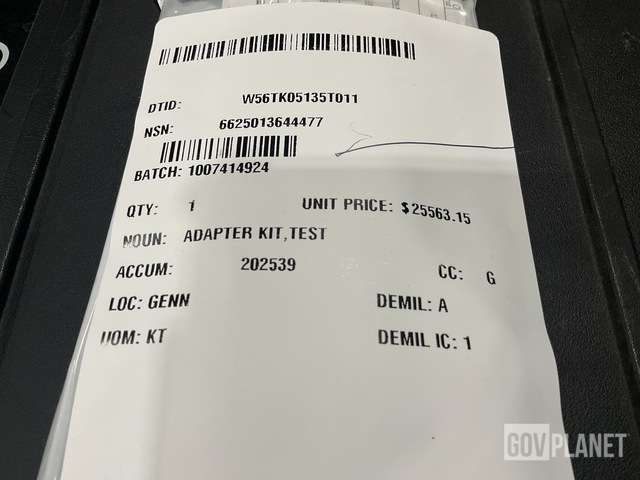 DTID: W56TK05135T011
NSN: 6625013644477
BATCH: 1007414924
QTY: 1 UNIT PRICE: $25563.15
NOUN: ADAPTER KIT,TEST
ACCUM: 202539 CC: G
LOC: GENN DEMIL: A
UOM: KT DEMIL IC: 1
GOVPLANET